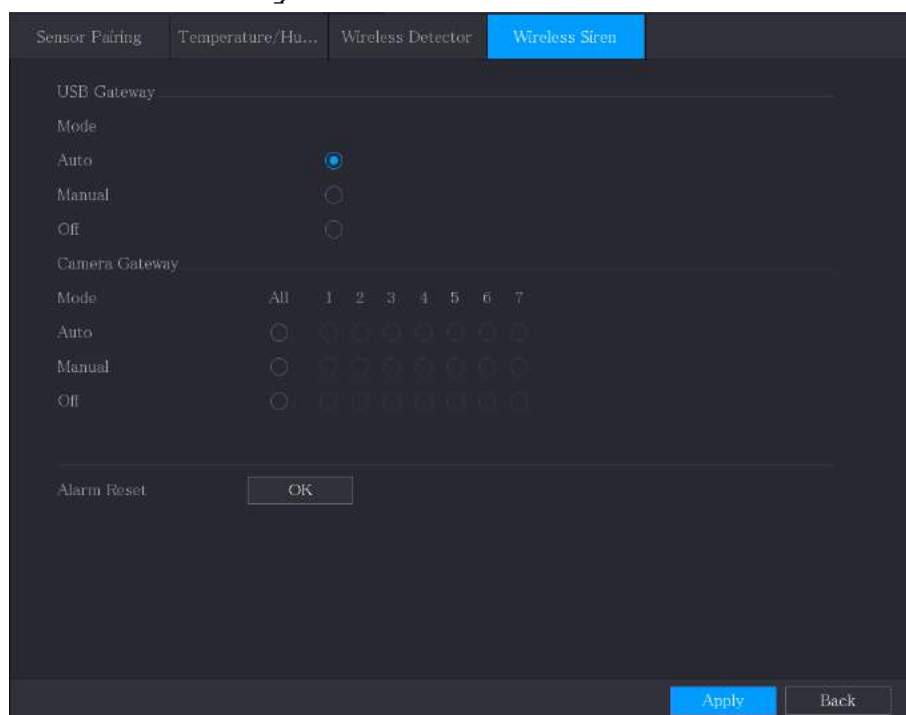 Sensor Pairing Temperature/Hu... Wireless Detector Wireless Siren
USB Gateway
Mode
Auto
Manual
Off
Camera Gateway
Mode All 1 2 3 4 5 6 7
Auto
Manual
Off
Alarm Reset OK
Apply Back